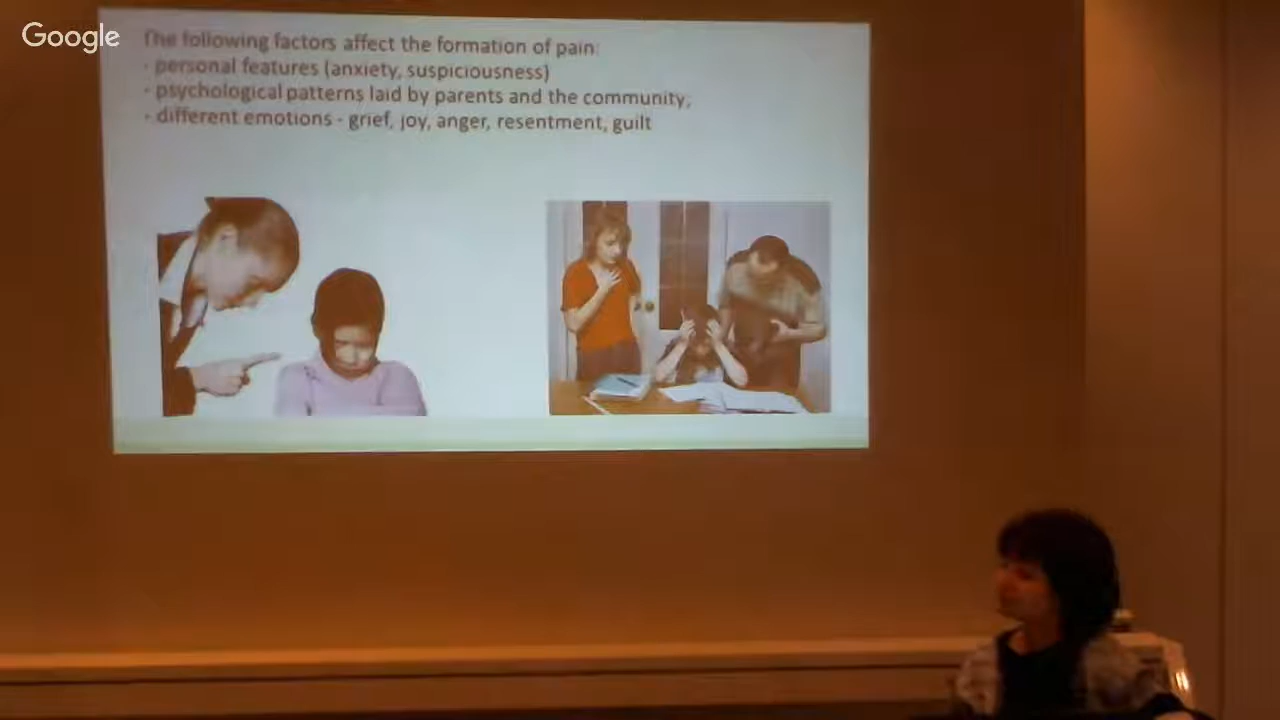 Google
The following factors affect the formation of pain:
- personal features (anxiety, suspiciousness)
- psychological patterns laid by parents and the community,
- different emotions - grief, joy, anger, resentment, guilt